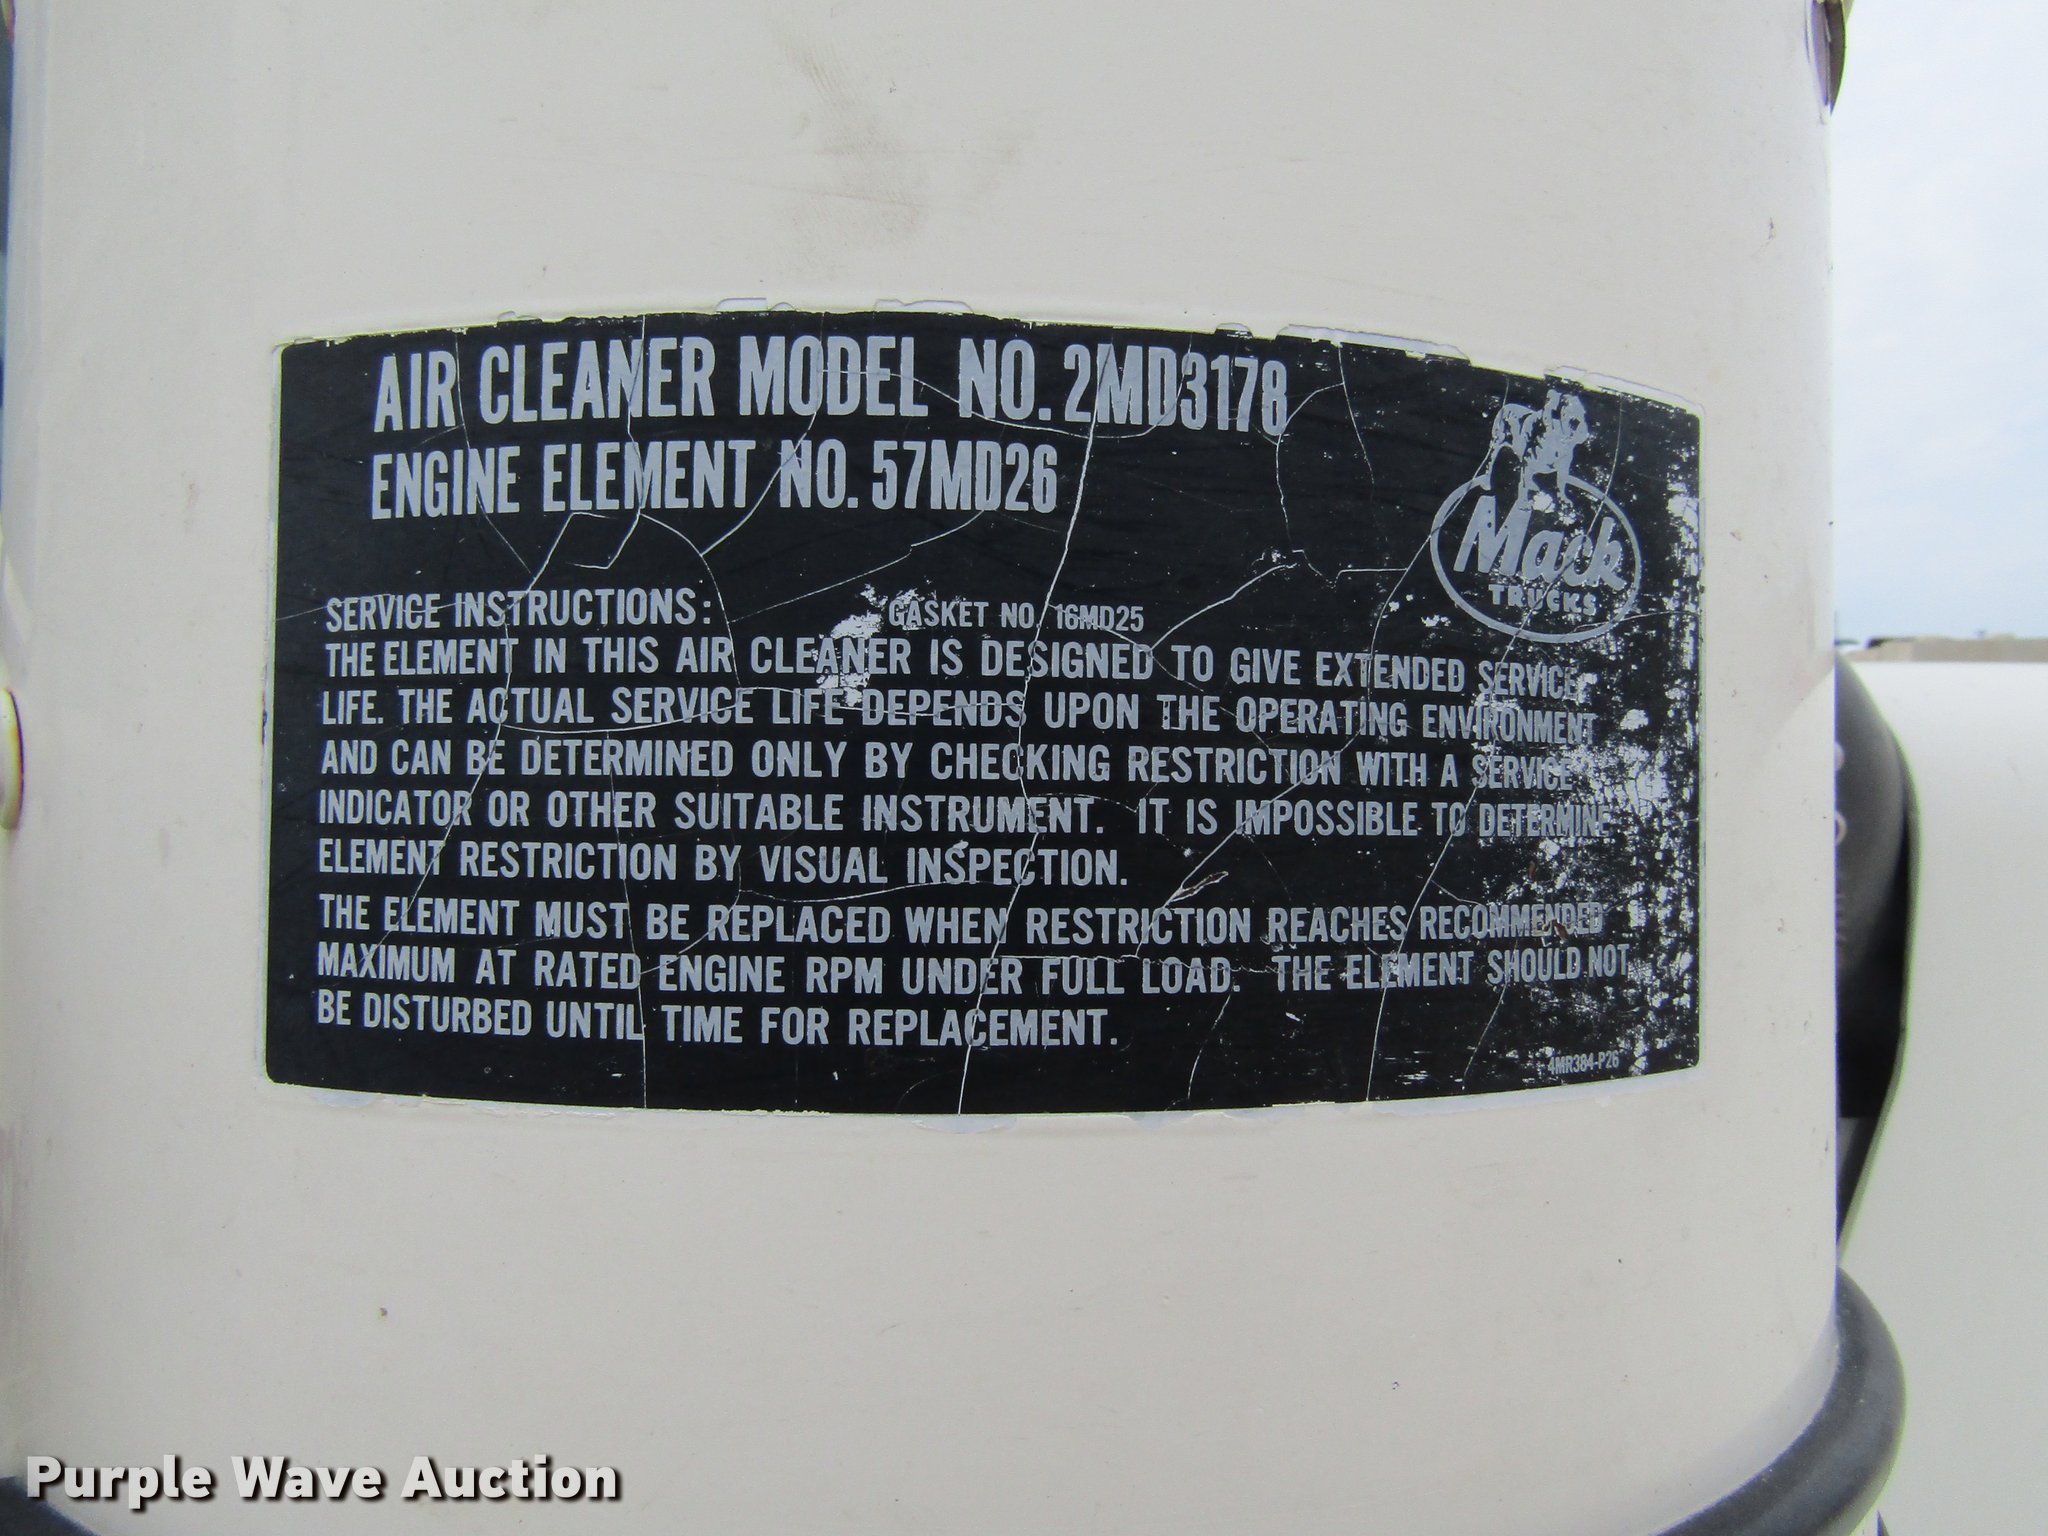 AIR CLEANER MODEL NO. 2MD3178
ENGINE ELEMENT NO. 57MD26
Mack
TRUCKS
SERVICE INSTRUCTIONS: GASKET NO. 16MD25
THE ELEMENT IN THIS AIR CLEANER IS DESIGNED TO GIVE EXTENDED SERVICE
LIFE. THE ACTUAL SERVICE LIFE DEPENDS UPON THE OPERATING ENVIRONMENT
AND CAN BE DETERMINED ONLY BY CHECKING RESTRICTION WITH A SERVICE
INDICATOR OR OTHER SUITABLE INSTRUMENT. IT IS IMPOSSIBLE TO DETERMINE
ELEMENT RESTRICTION BY VISUAL INSPECTION.
THE ELEMENT MUST BE REPLACED WHEN RESTRICTION REACHES RECOMMENDED
MAXIMUM AT RATED ENGINE RPM UNDER FULL LOAD. THE ELEMENT SHOULD NOT
BE DISTURBED UNTIL TIME FOR REPLACEMENT.
4MR384-P26
Purple Wave Auction